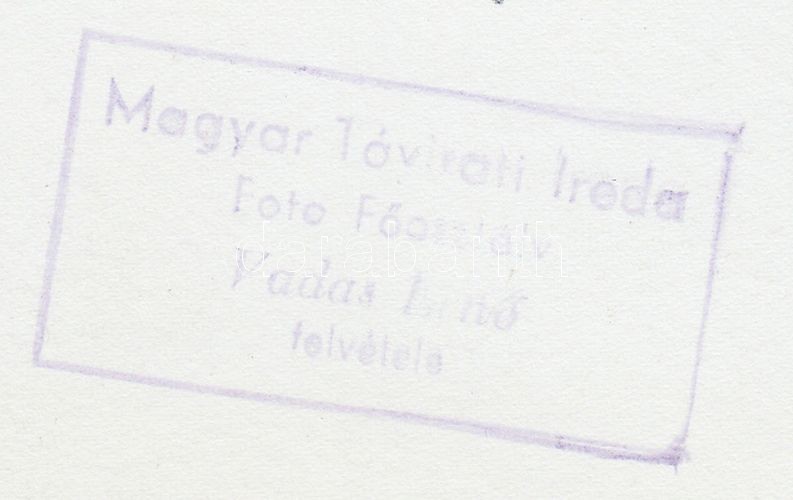 Magyar Távirati Iroda
Foto Főosztály
Vadas Ernő
felvétele